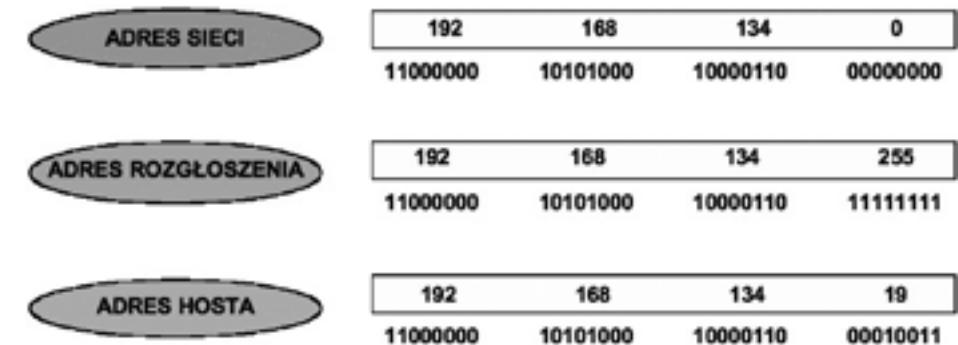 ADRES SIECI 192 168 134 0
11000000 10101000 10000110 00000000
ADRES ROZGŁOSZENIA 192 168 134 255
11000000 10101000 10000110 11111111
ADRES HOSTA 192 168 134 19
11000000 10101000 10000110 00010011